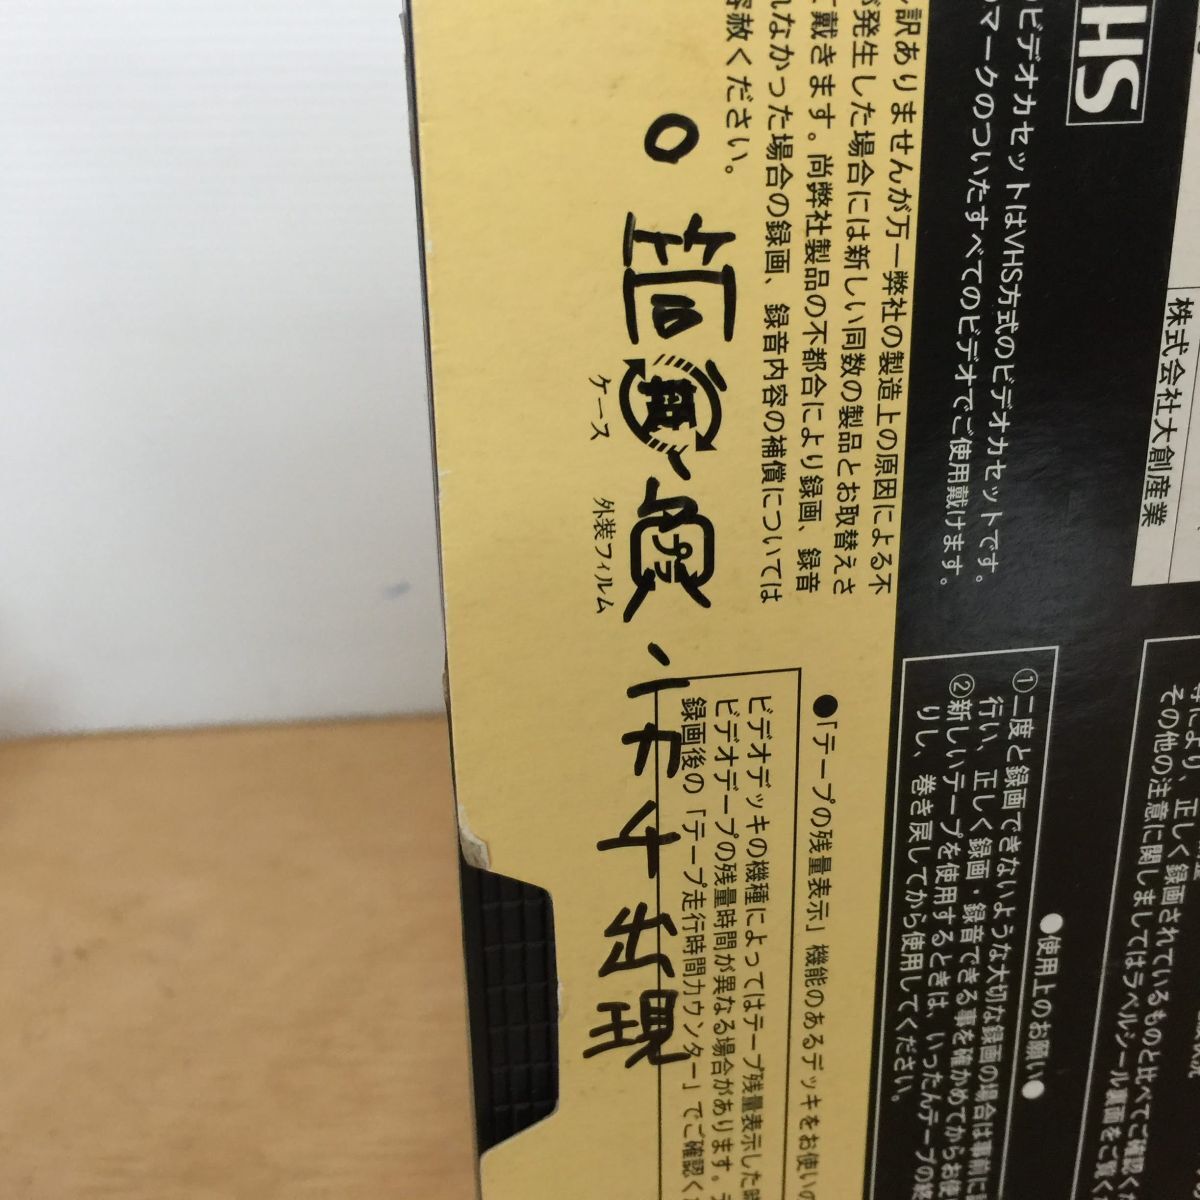 VHS
株式会社大創産業
のビデオカセットはVHS方式のビデオカセットです。
のマークのついたすべてのビデオでご使用戴けます。
訳ありませんが万一弊社の製造上の原因による不
が発生した場合には新しい同数の製品とお取替えさ
て戴きます。尚弊社製品の不都合により録画、録音
れなかった場合の録画、録音内容の補償については
容赦ください。
ケース
外装フィルム
プラ
カ
出現
正しく録画されているものと比べてご確認く
その他の注意に関しましてはラベルシール裏面をご覧く
●使用上のお願い●
①二度と録画できないような大切な録画の場合は事前に
行い、正しく録画・録音できる事を確かめてからお使
②新しいテープを使用するときは、いったんテープの
りし、巻き戻してから使用してください。
●「テープの残量表示」機能のあるデッキをお使いの
ビデオデッキの機種によってはテープ残量表示した
ビデオテープの残量時間が異なる場合があります。
録画後の「テープ走行時間カウンター」でご確認く